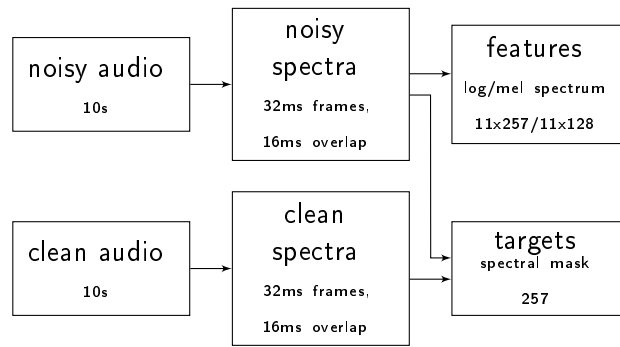 noisy audio
10s
noisy
spectra
32ms frames,
16ms overlap
features
log/mel spectrum
11x257/11x128
clean audio
10s
clean
spectra
32ms frames,
16ms overlap
targets
spectral mask
257